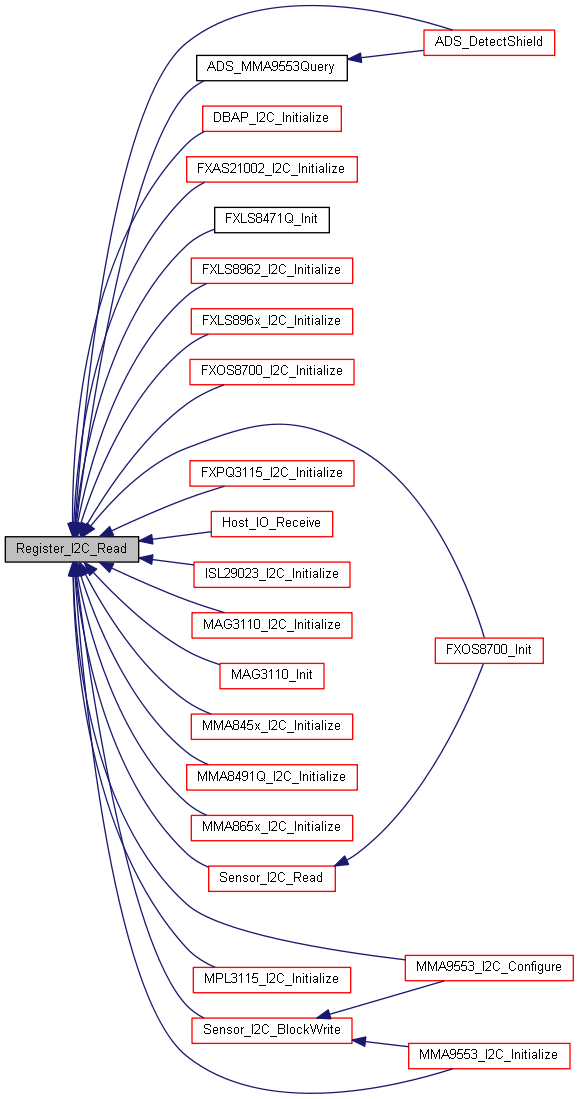 ADS_DetectShield
ADS_MMA9553Query
DBAP_I2C_Initialize
FXAS21002_I2C_Initialize
FXLS8471Q_Init
FXLS8962_I2C_Initialize
FXLS896x_I2C_Initialize
FXOS8700_I2C_Initialize
FXPQ3115_I2C_Initialize
Host_IO_Receive
Register_I2C_Read
ISL29023_I2C_Initialize
MAG3110_I2C_Initialize
FXOS8700_Init
MAG3110_Init
MMA845x_I2C_Initialize
MMA8491Q_I2C_Initialize
MMA865x_I2C_Initialize
Sensor_I2C_Read
MMA9553_I2C_Configure
MPL3115_I2C_Initialize
Sensor_I2C_BlockWrite
MMA9553_I2C_Initialize